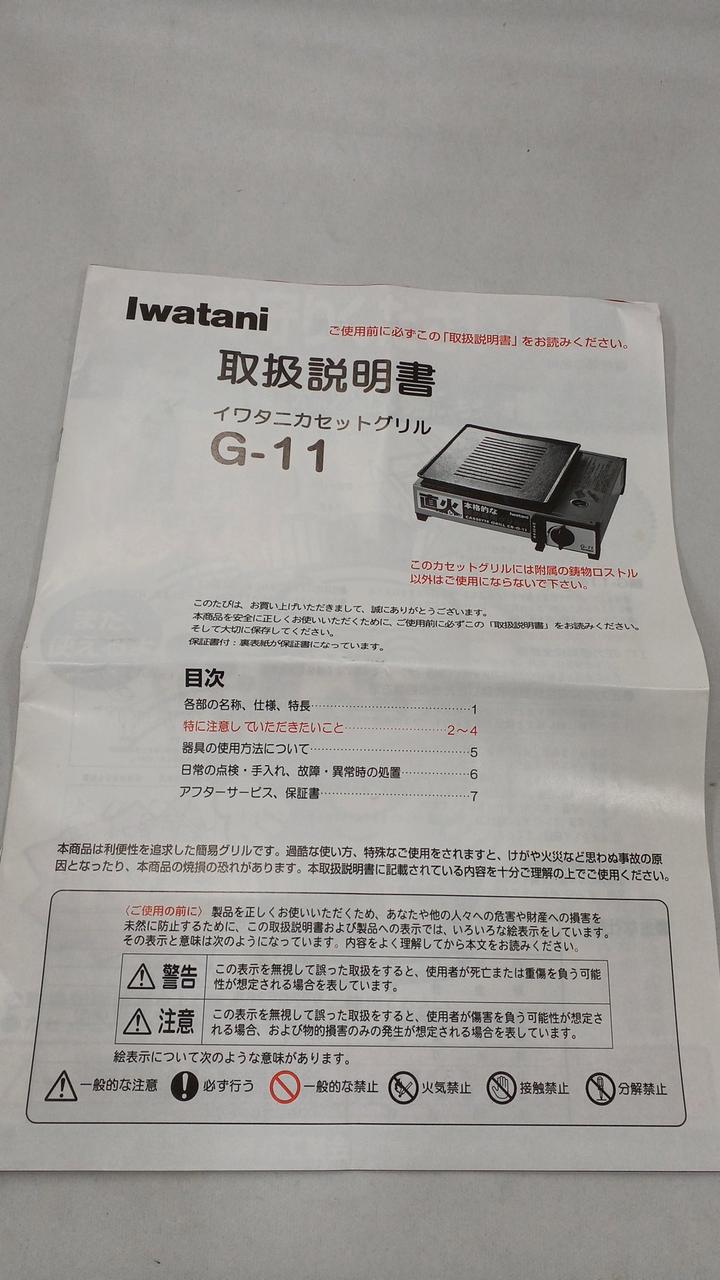 Iwatani
ご使用前に必ずこの「取扱説明書」をお読みください。
取扱説明書
イワタニカセットグリル
G-11
直火
本格的な
Iwatani
CASSETTE GRILL CB-G-11
G-11
このカセットグリルには附属の鋳物ロストル
以外はご使用にならないで下さい。
このたびは、お買い上げいただきまして、誠にありがとうございます。
本商品を安全に正しくお使いいただくために、ご使用前に必ずこの「取扱説明書」をお読みください。
そして大切に保存してください。
保証書付：裏表紙が保証書になっています。
目次
各部の名称、仕様、特長……………………………………1
特に注意していただきたいこと………………………2～4
器具の使用方法について……………………………………5
日常の点検・手入れ、故障・異常時の処置………………6
アフターサービス、保証書…………………………………7
本商品は利便性を追求した簡易グリルです。過酷な使い方、特殊なご使用をされますと、けがや火災など思わぬ事故の原
因となったり、本商品の焼損の恐れがあります。本取扱説明書に記載されている内容を十分ご理解の上でご使用ください。
〈ご使用の前に〉製品を正しくお使いいただくため、あなたや他の人々への危害や財産への損害を
未然に防止するために、この取扱説明書および製品への表示では、いろいろな絵表示をしています。
その表示と意味は次のようになっています。内容をよく理解してから本文をお読みください。
警告 この表示を無視して誤った取扱をすると、使用者が死亡または重傷を負う可能
性が想定される場合を表しています。
注意 この表示を無視して誤った取扱をすると、使用者が傷害を負う可能性が想定さ
れる場合、および物的損害のみの発生が想定される場合を表しています。
絵表示について次のような意味があります。
一般的な注意 必ず行う 一般的な禁止 火気禁止 接触禁止 分解禁止